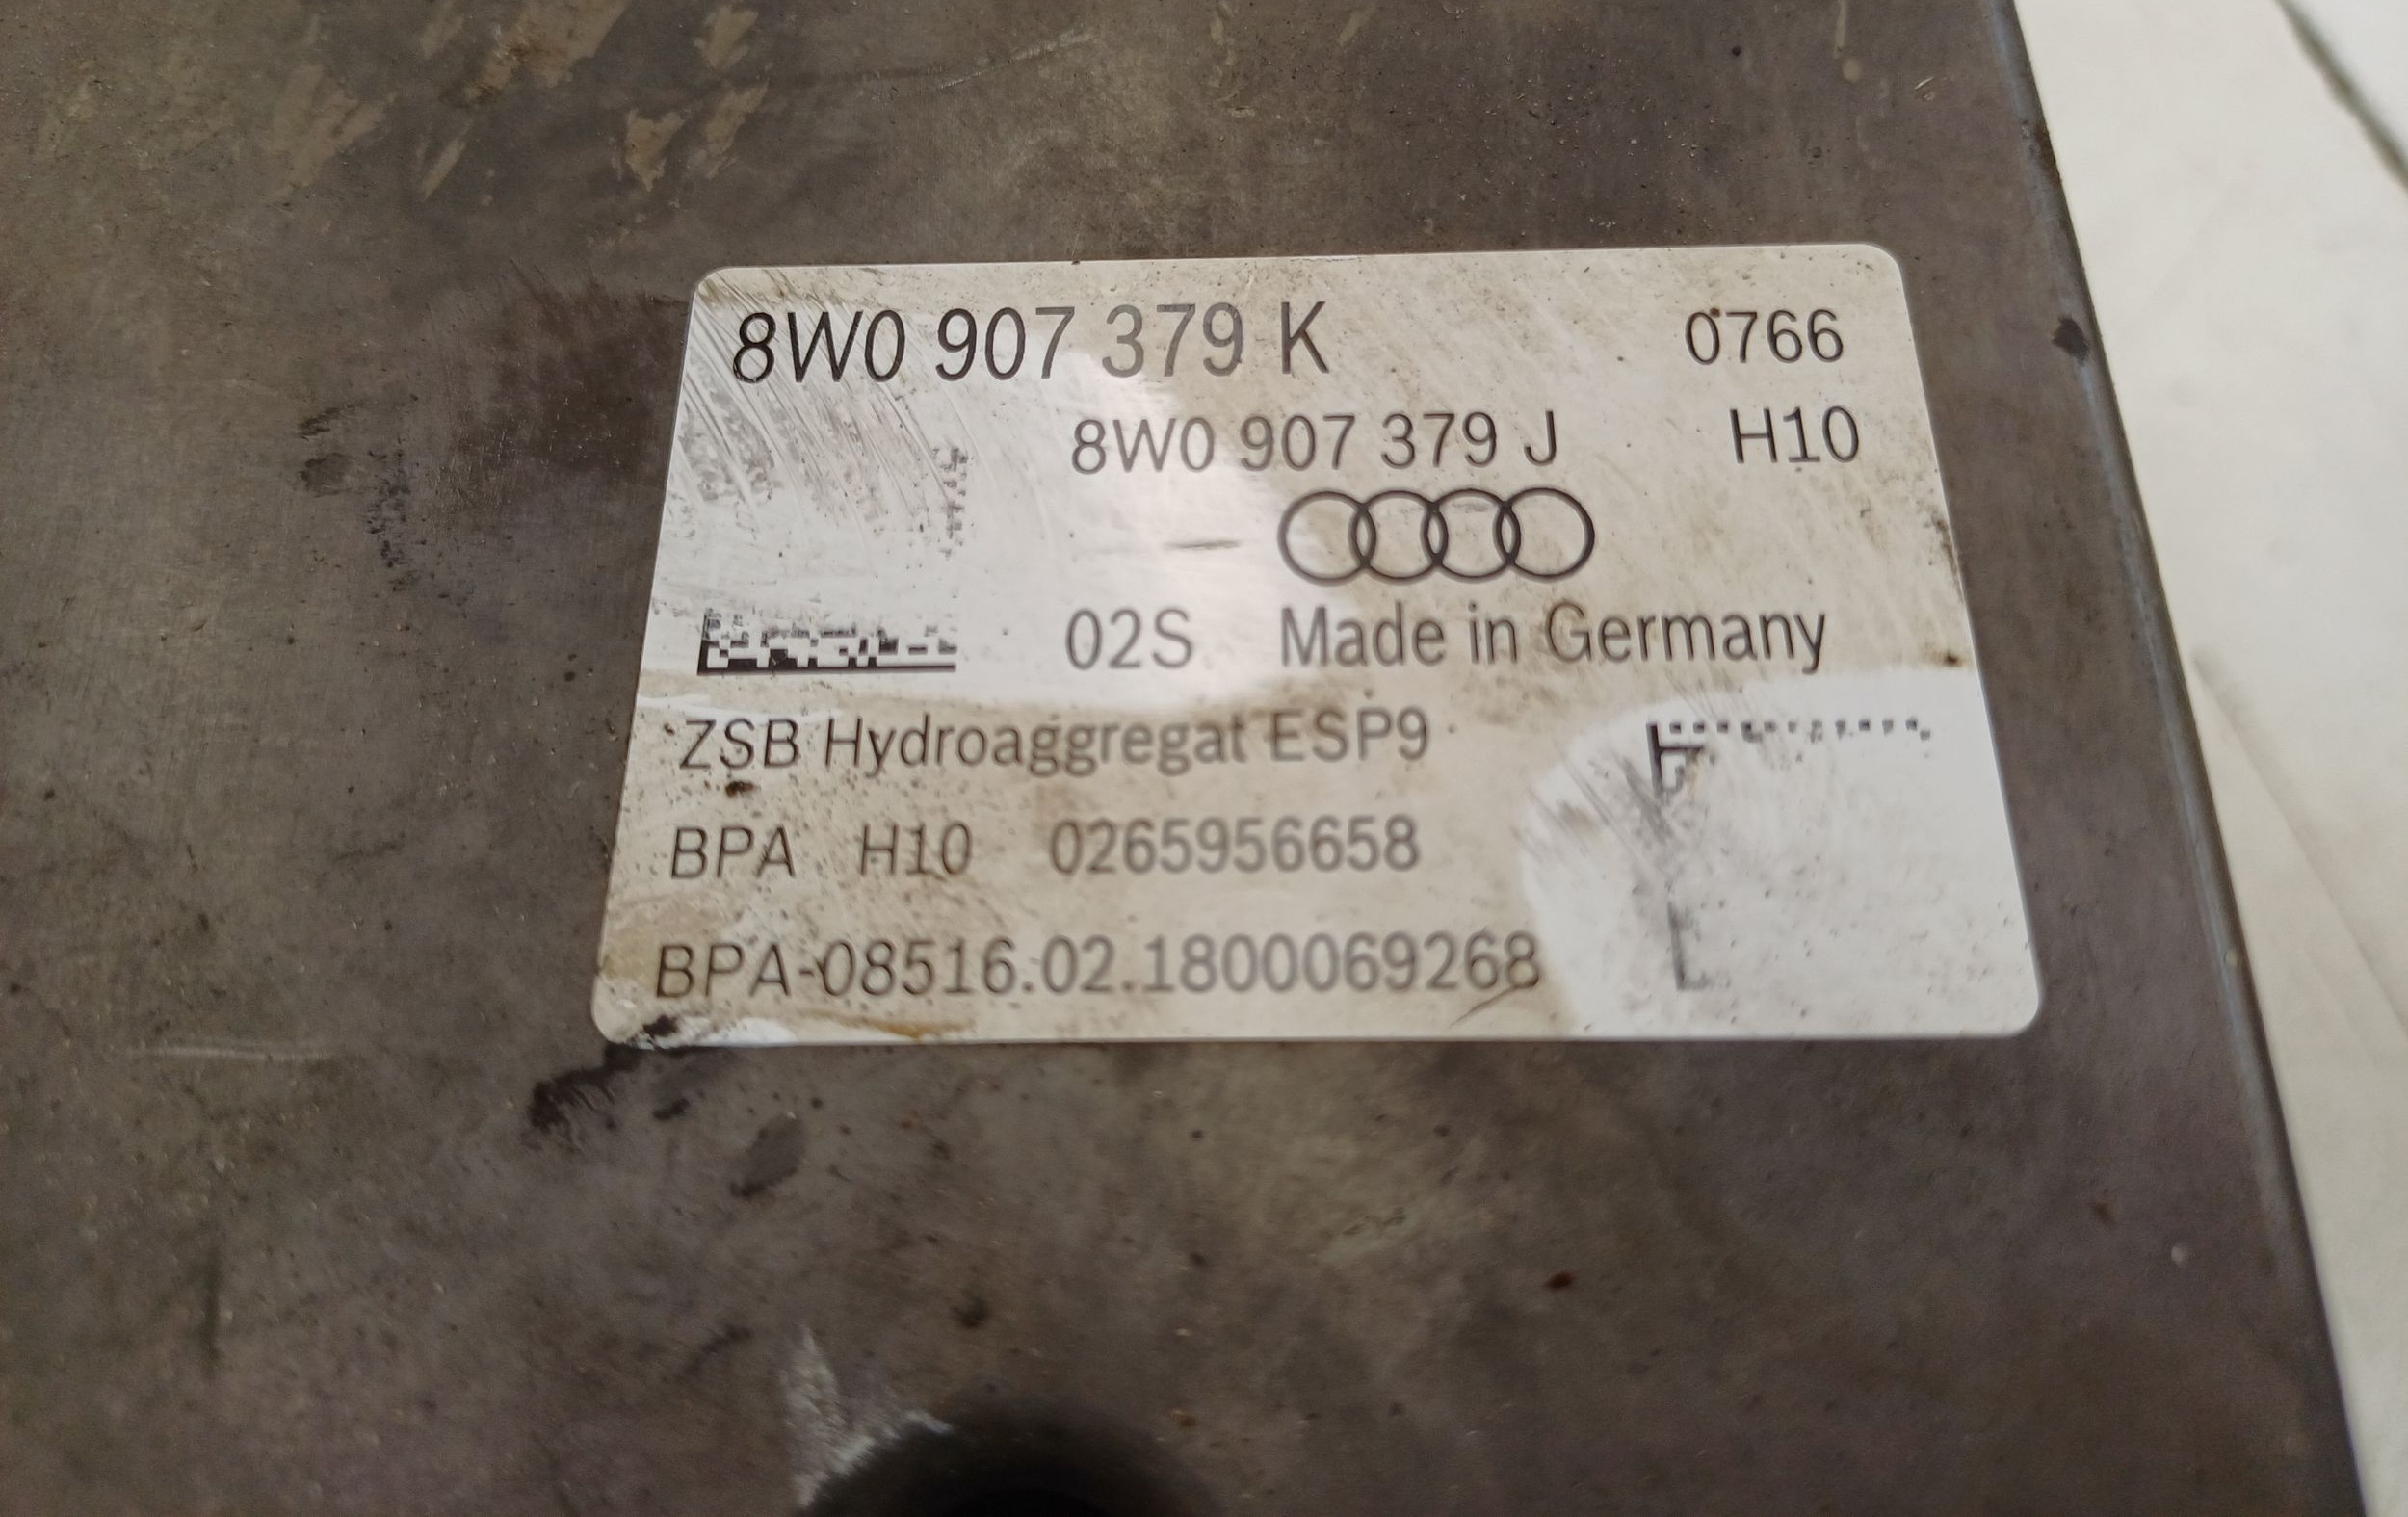 8W0 907 379 K 0766
8W0 907 379 J H10
02S Made in Germany
ZSB Hydroaggregat ESP9
BPA H10 0265956658
BPA-08516.02.1800069268